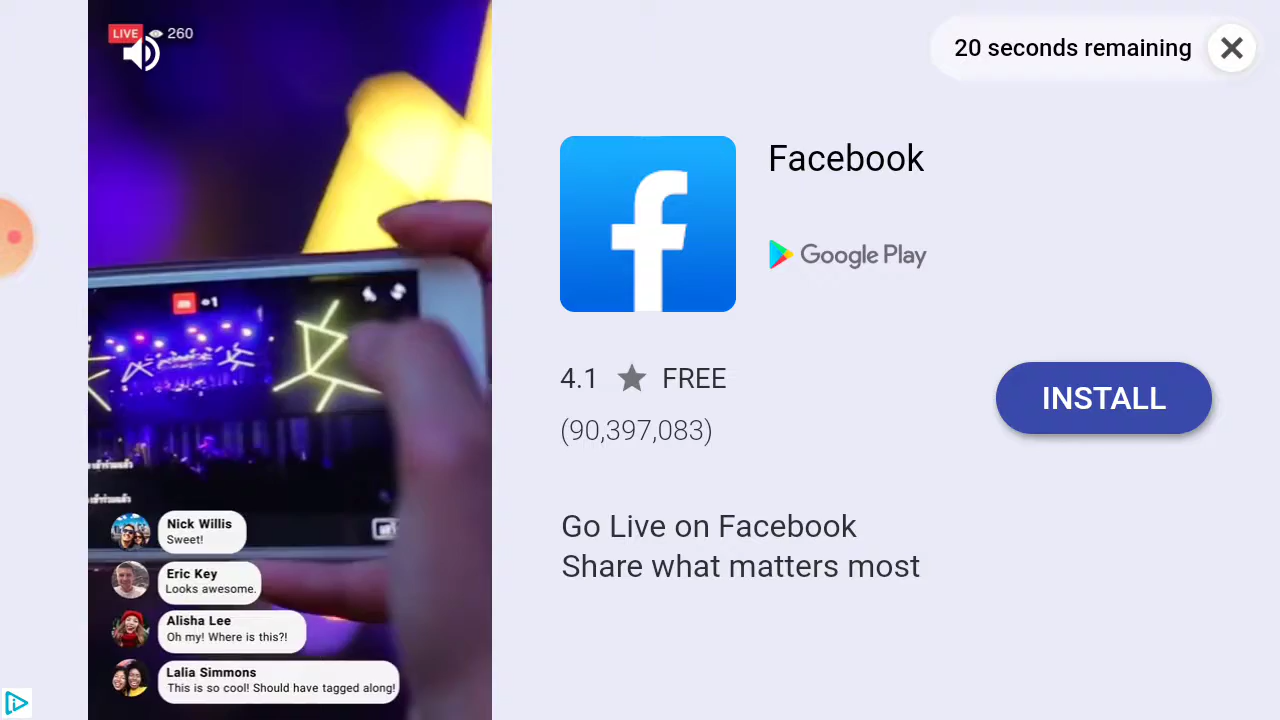 LIVE 260
20 seconds remaining
Facebook
Google Play
4.1 FREE
(90,397,083)
INSTALL
Go Live on Facebook
Share what matters most
1
Nick Willis
Sweet!
Eric Key
Looks awesome.
Alisha Lee
Oh my! Where is this?!
Lalia Simmons
This is so cool! Should have tagged along!